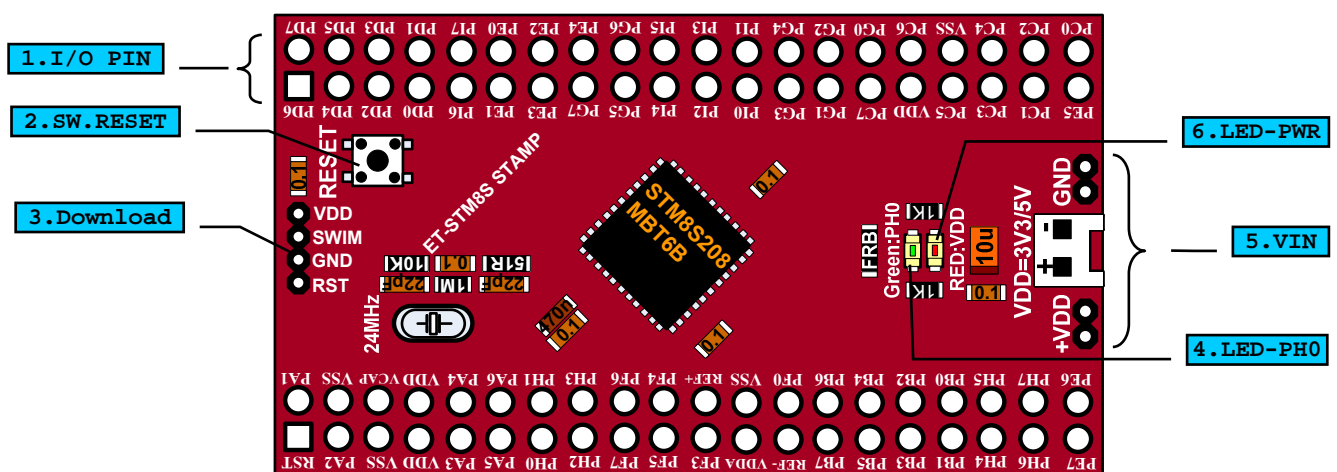 PD7 PD5 PD3 PD1 PI7 PE0 PE2 PE4 PG6 PI5 PI3 PI1 PG4 PG2 PG0 PC6 VSS PC4 PC2 PC0
1.I/O PIN
PD6 PD4 PD2 PD0 PI6 PE1 PE3 PG7 PG5 PI4 PI2 PI0 PG3 PG1 PC7 VDD PC5 PC3 PC1 PE5
2.SW.RESET
6.LED-PWR
RESET
0.1
ET-STM8S STAMP
STM8S208
MBT6B
0.1
GND
3.Download
VDD
SWIM
GND
RST
10K
0.1
51R
22pF
1M
22pF
24MHz
470n
0.1
0.1
FRB
1K
Green:PH0
RED:VDD
1K
10u
0.1
VDD=3V3/5V
-
+
5.VIN
+VDD
4.LED-PH0
PA1 VSS VCAP VDD PA4 PA6 PH1 PH3 PF6 PF4 REF+ VSS PF0 PB6 PB4 PB2 PB0 PH5 PH7 PE6
RST PA2 VSS VDD PA3 PA5 PH0 PH2 PF7 PF5 PF3 VDDA REF- PB7 PB5 PB3 PB1 PH4 PH6 PE7